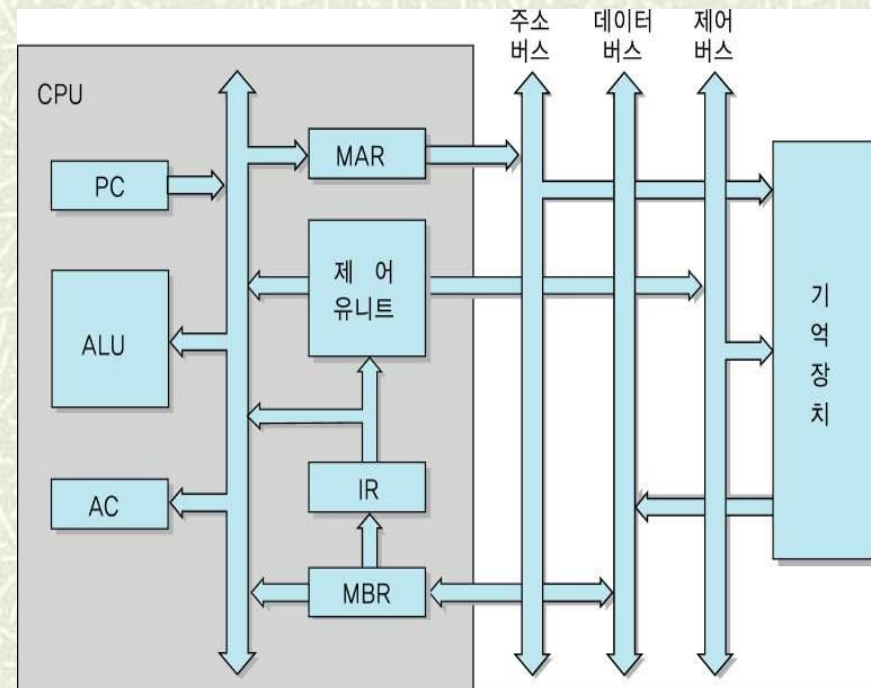 주소 데이터 제어
버스 버스 버스
CPU
MAR
PC
제 어
유니트
ALU
기
억
장
치
IR
AC
MBR